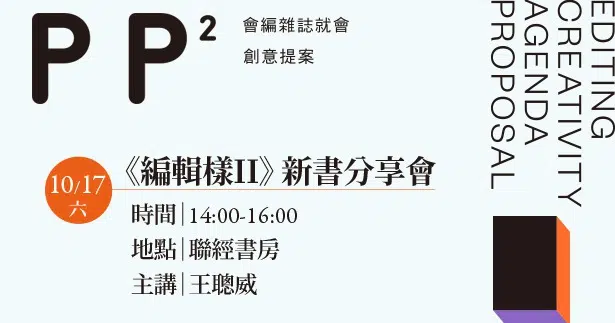 PP²
會編雜誌就會
創意提案
EDITING
CREATIVITY
AGENDA
PROPOSAL
10/17
六
《編輯樣II》新書分享會
時間|14:00-16:00
地點|聯經書房
主講|王聰威